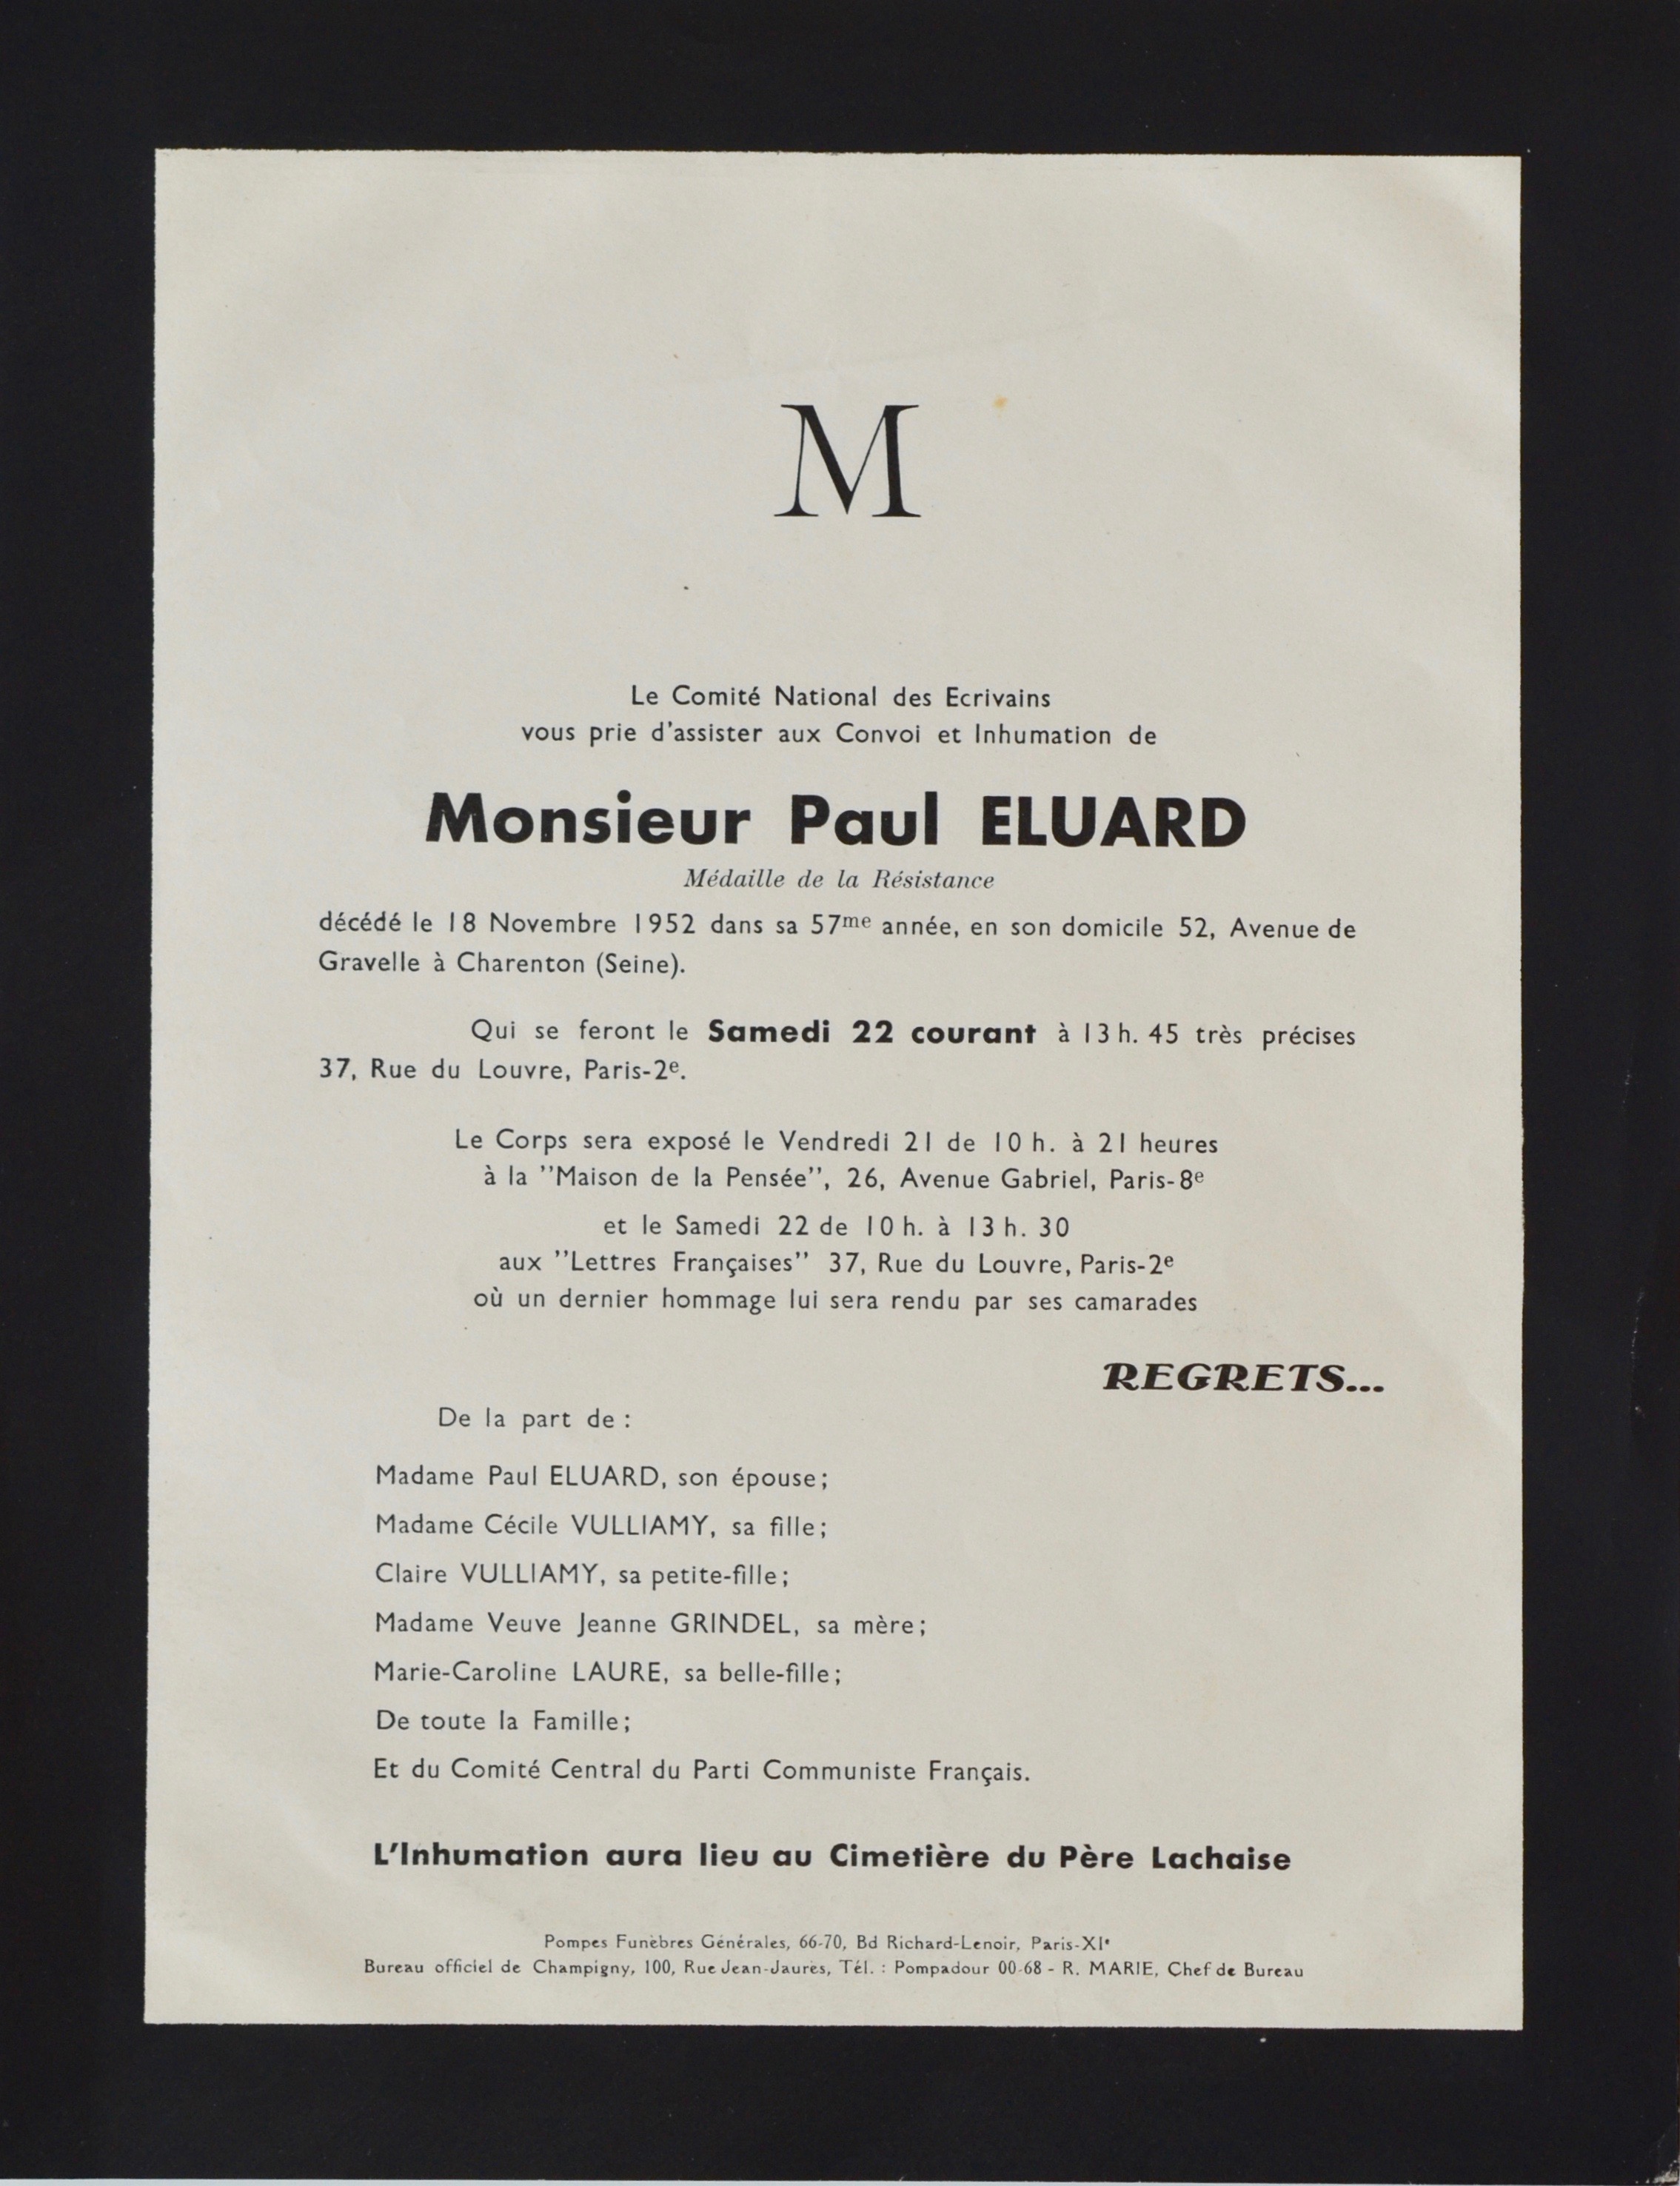 M
Le Comité National des Ecrivains
vous prie d'assister aux Convoi et Inhumation de
Monsieur Paul ELUARD
Médaille de la Résistance
décédé le 18 Novembre 1952 dans sa 57me année, en son domicile 52, Avenue de
Gravelle à Charenton (Seine).
Qui se feront le Samedi 22 courant à 13 h. 45 très précises
37, Rue du Louvre, Paris-2e.
Le Corps sera exposé le Vendredi 21 de 10 h. à 21 heures
à la "Maison de la Pensée", 26, Avenue Gabriel, Paris-8e
et le Samedi 22 de 10 h. à 13 h. 30
aux "Lettres Françaises" 37, Rue du Louvre, Paris-2e
où un dernier hommage lui sera rendu par ses camarades
REGRETS...
De la part de :
Madame Paul ELUARD, son épouse;
Madame Cécile VULLIAMY, sa fille;
Claire VULLIAMY, sa petite-fille;
Madame Veuve Jeanne GRINDEL, sa mère;
Marie-Caroline LAURE, sa belle-fille;
De toute la Famille;
Et du Comité Central du Parti Communiste Français.
L'Inhumation aura lieu au Cimetière du Père Lachaise
Pompes Funèbres Générales, 66-70, Bd Richard-Lenoir, Paris-XIe
Bureau officiel de Champigny, 100, Rue Jean-Jaurès, Tél. : Pompadour 00-68 - R. MARIE, Chef de Bureau